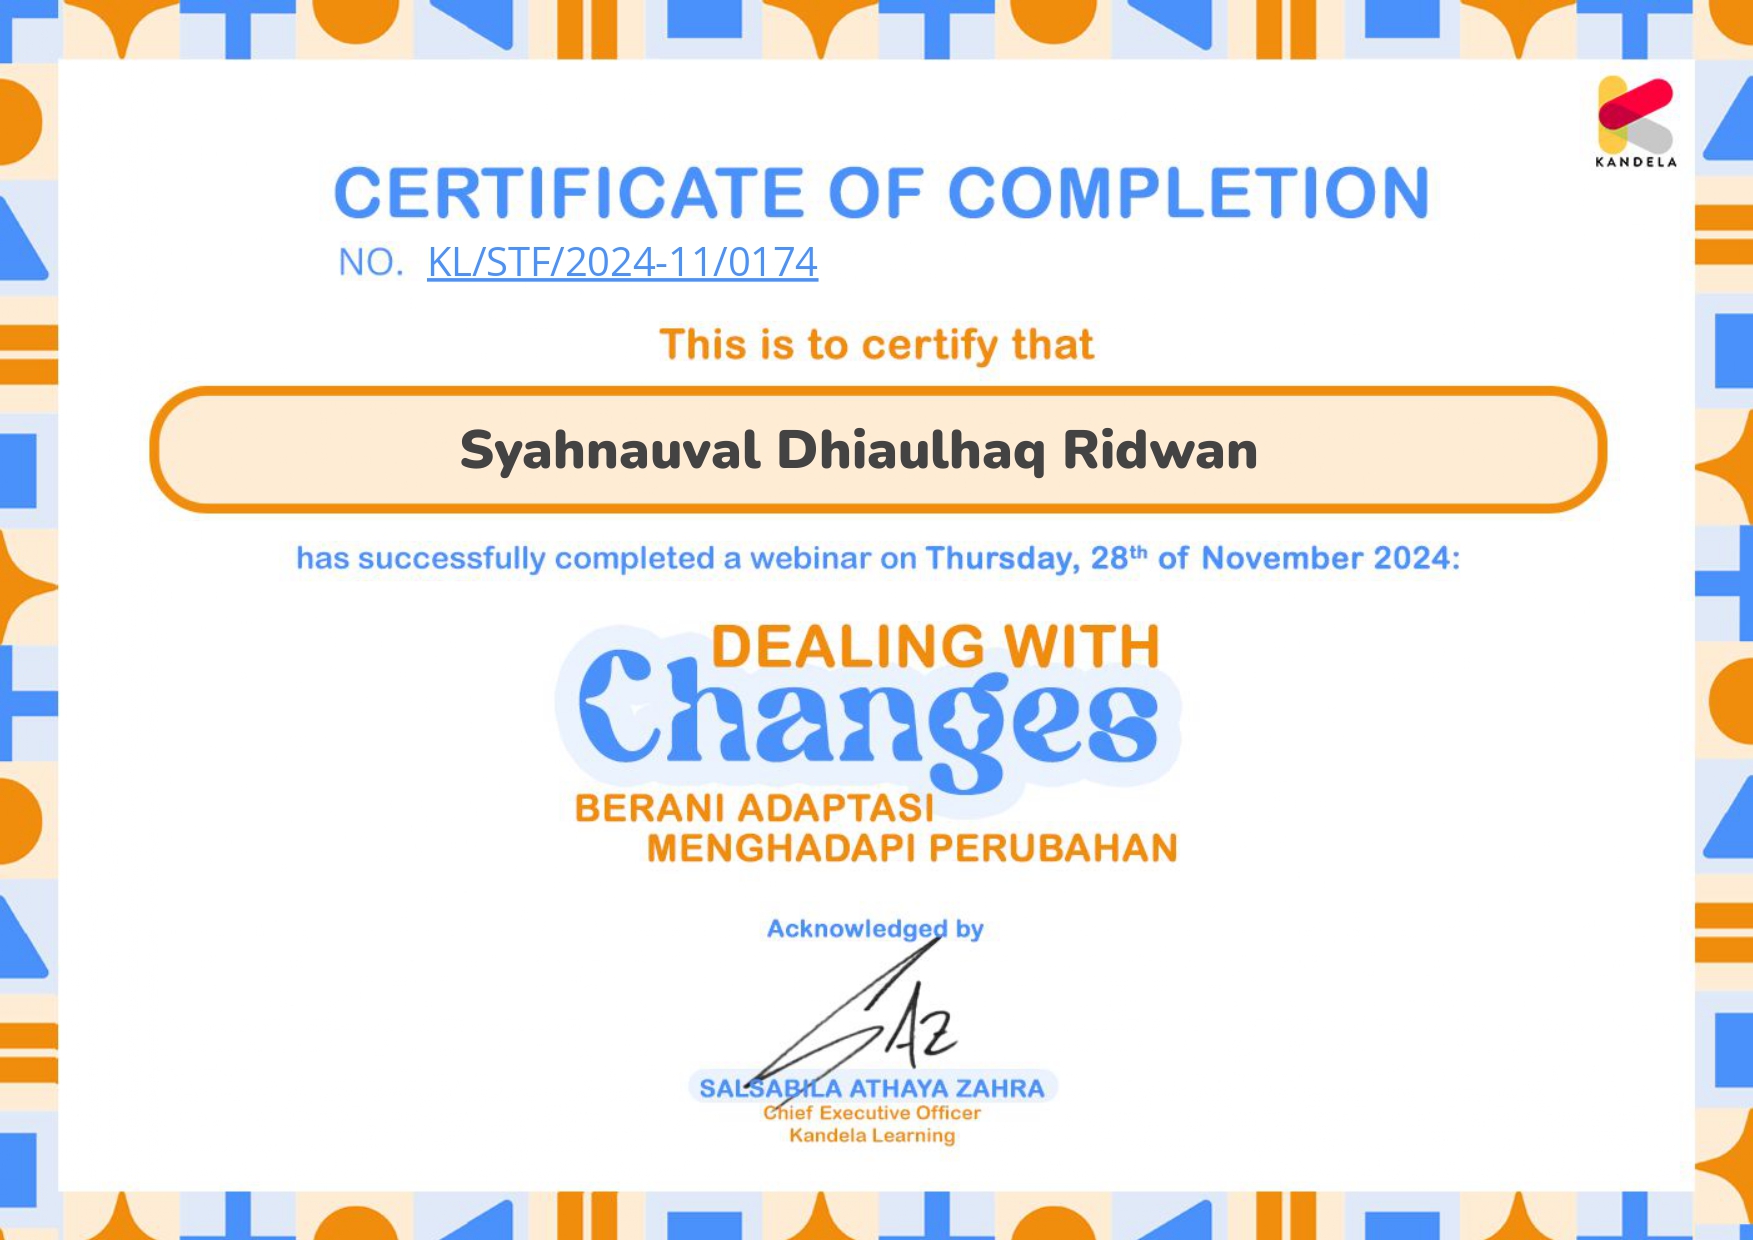 KANDELA
CERTIFICATE OF COMPLETION
NO. KL/STF/2024-11/0174
This is to certify that
Syahnauval Dhiaulhaq Ridwan
has successfully completed a webinar on Thursday, 28th of November 2024:
DEALING WITH
Changes
BERANI ADAPTASI
MENGHADAPI PERUBAHAN
Acknowledged by
SAZ
SALSABILA ATHAYA ZAHRA
Chief Executive Officer
Kandela Learning